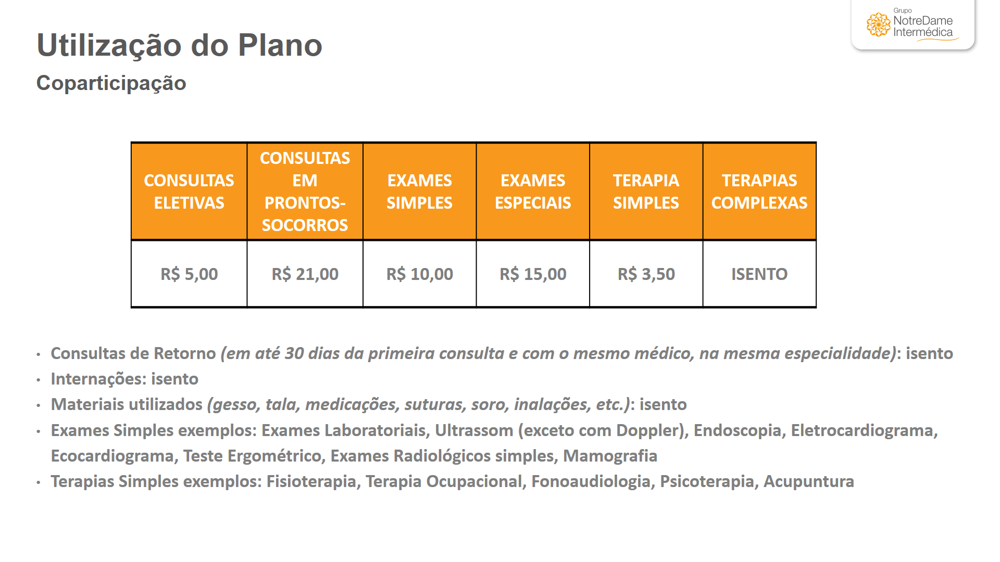 Grupo
NotreDame
Intermédica
Utilização do Plano
Coparticipação
CONSULTAS
ELETIVAS
CONSULTAS
EM
PRONTOS-
SOCORROS
EXAMES
SIMPLES
EXAMES
ESPECIAIS
TERAPIA
SIMPLES
TERAPIAS
COMPLEXAS
R$ 5,00
R$ 21,00
R$ 10,00
R$ 15,00
R$ 3,50
ISENTO
• Consultas de Retorno (em até 30 dias da primeira consulta e com o mesmo médico, na mesma especialidade): isento
• Internações: isento
• Materiais utilizados (gesso, tala, medicações, suturas, soro, inalações, etc.): isento
• Exames Simples exemplos: Exames Laboratoriais, Ultrassom (exceto com Doppler), Endoscopia, Eletrocardiograma,
Ecocardiograma, Teste Ergométrico, Exames Radiológicos simples, Mamografia
• Terapias Simples exemplos: Fisioterapia, Terapia Ocupacional, Fonoaudiologia, Psicoterapia, Acupuntura